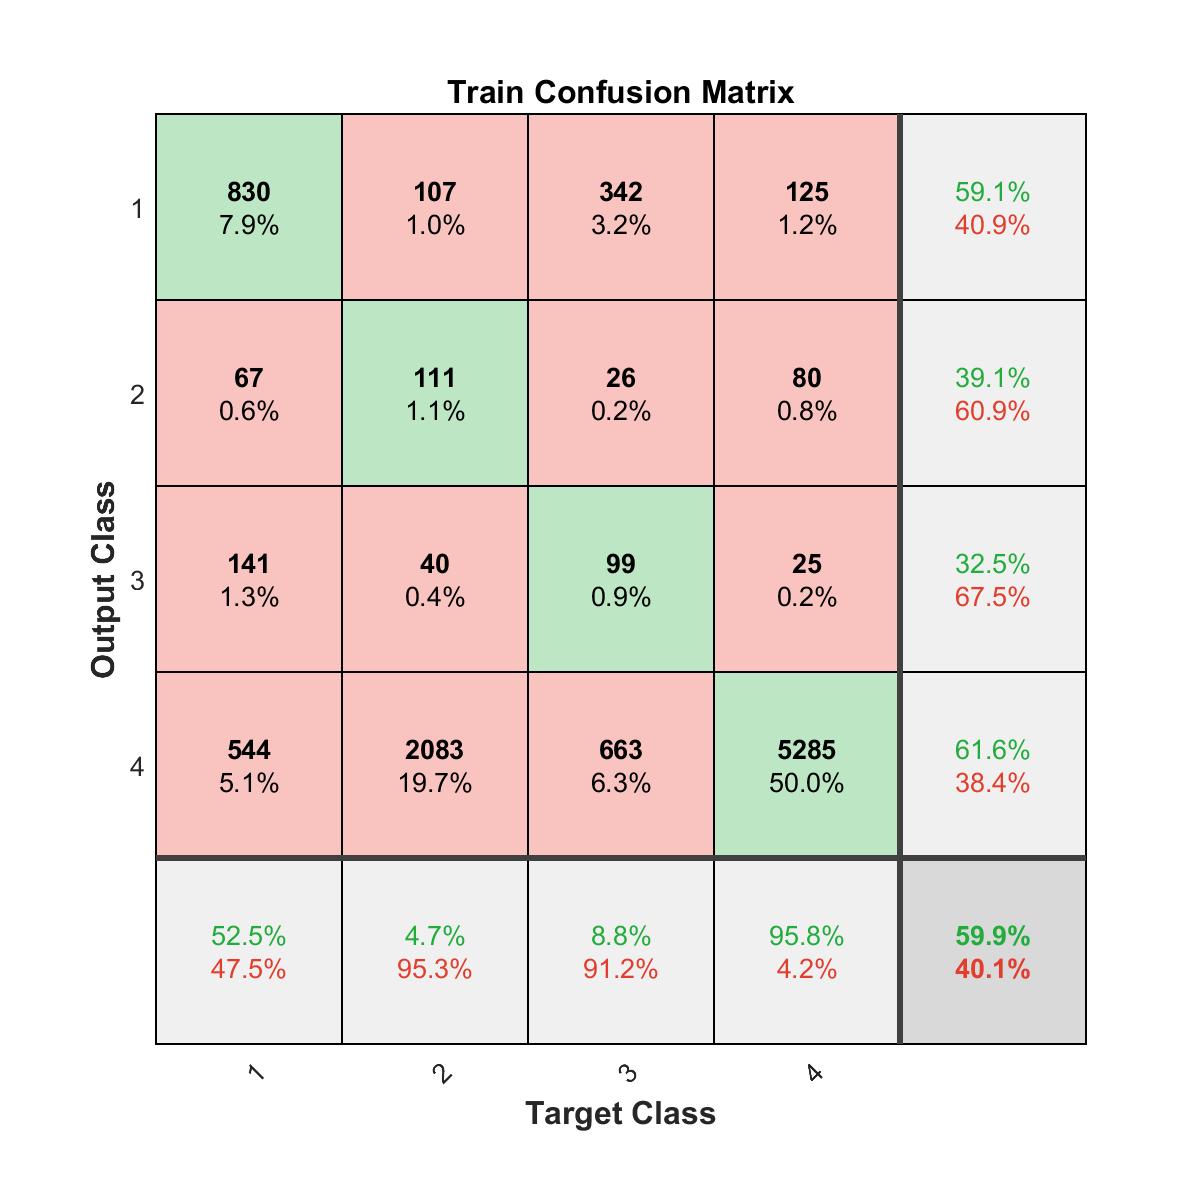 Train Confusion Matrix
830 107 342 125 59.1%
1
7.9% 1.0% 3.2% 1.2% 40.9%
67 111 26 80 39.1%
2
0.6% 1.1% 0.2% 0.8% 60.9%
141 40 99 25 32.5%
3
1.3% 0.4% 0.9% 0.2% 67.5%
544 2083 663 5285 61.6%
4
5.1% 19.7% 6.3% 50.0% 38.4%
52.5% 4.7% 8.8% 95.8% 59.9%
47.5% 95.3% 91.2% 4.2% 40.1%
Output Class
1 2 3 4
Target Class